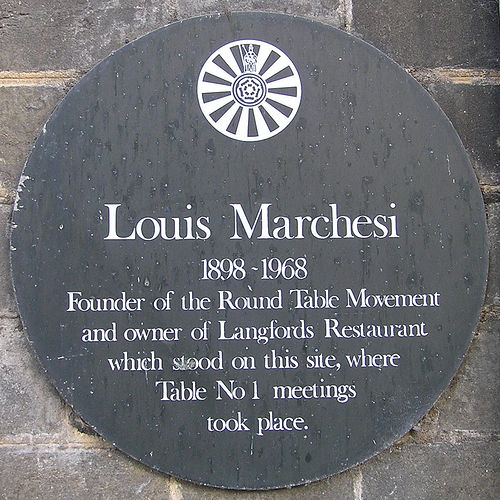 Louis Marchesi
1898 - 1968
Founder of the Round Table Movement
and owner of Langfords Restaurant
which stood on this site, where
Table No 1 meetings
took place.